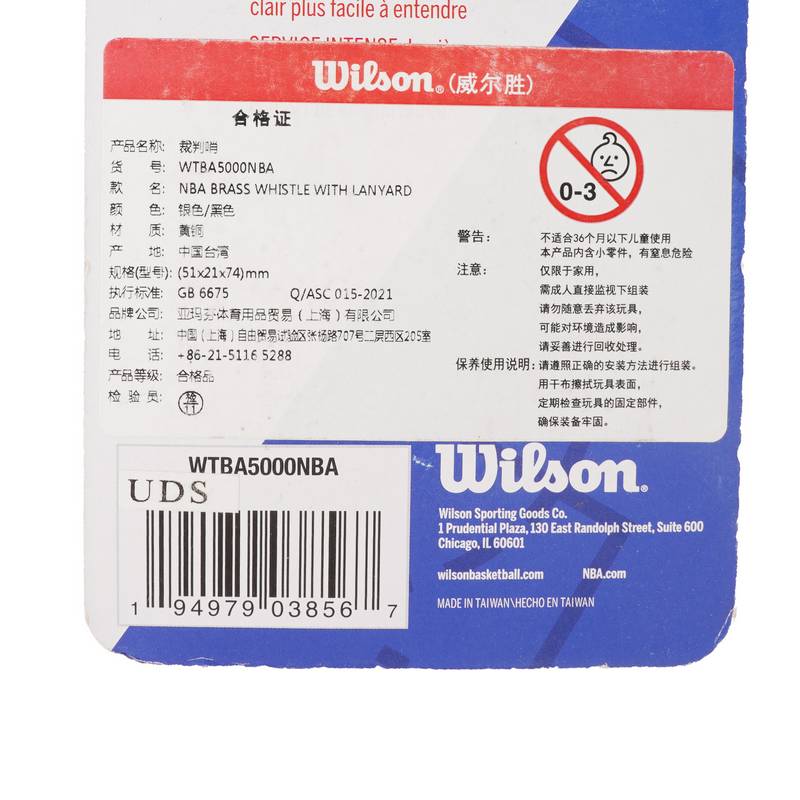 clair plus facile à entendre
SERVICE INTENSE
Wilson®(威尔胜)
合格证
产品名称: 裁判哨
货 号: WTBA5000NBA
款 名: NBA BRASS WHISTLE WITH LANYARD
颜 色: 银色/黑色
材 质: 黄铜
产 地: 中国台湾
规格(型号): (51x21x74)mm
执行标准: GB 6675 Q/ASC 015-2021
品牌公司: 亚玛芬体育用品贸易（上海）有限公司
地 址: 中国（上海）自由贸易试验区张杨路707号二层西区205室
电 话: +86-21-5116 5288
产品等级: 合格品
检 验 员: 检11
0-3
警告: 不适合36个月以下儿童使用
本产品内含小零件，有窒息危险
注意: 仅限于家用，
需成人直接监视下组装
请勿随意丢弃该玩具，
可能对环境造成影响，
请妥善进行回收处理。
保养使用说明: 请遵照正确的安装方法进行组装。
用干布擦拭玩具表面，
定期检查玩具的固定部件，
确保装备牢固。
WTBA5000NBA
UDS
1 94979 03856 7
Wilson®
Wilson Sporting Goods Co.
1 Prudential Plaza, 130 East Randolph Street, Suite 600
Chicago, IL 60601
wilsonbasketball.com NBA.com
MADE IN TAIWAN\HECHO EN TAIWAN